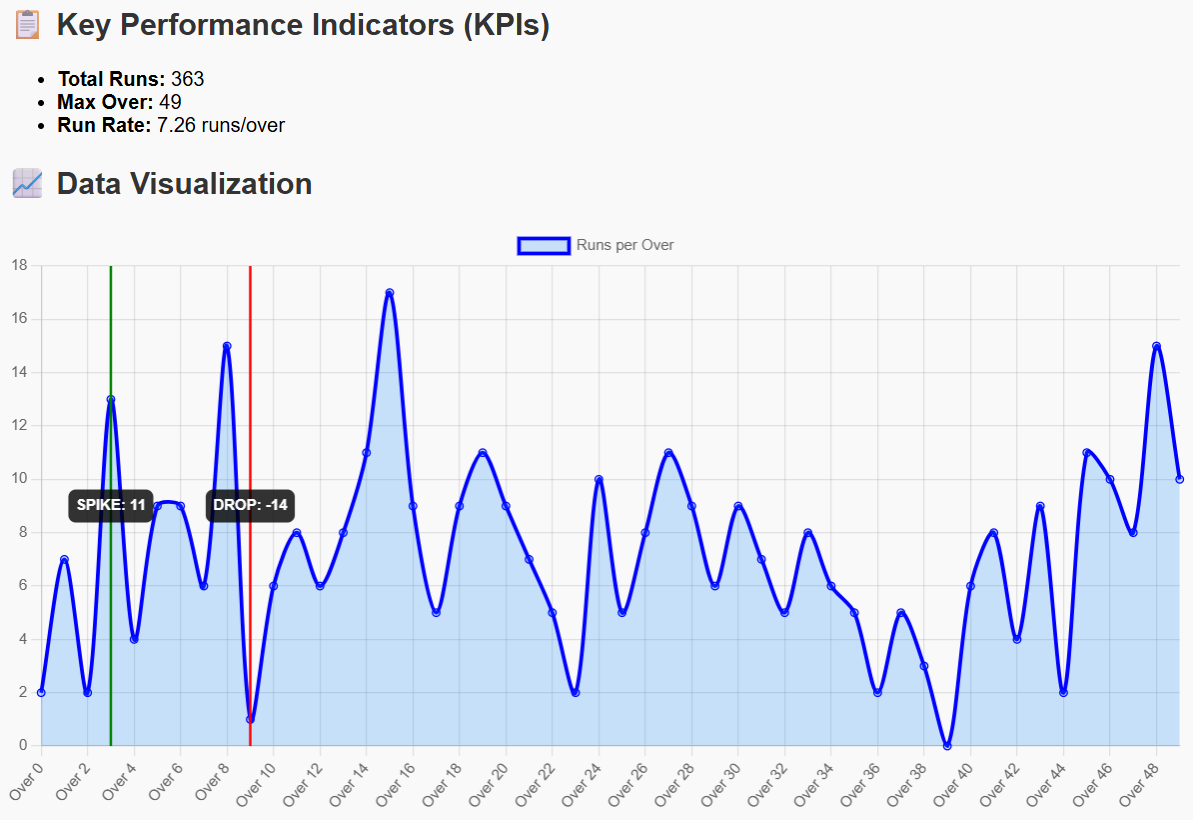 📋 Key Performance Indicators (KPIs)
• Total Runs: 363
• Max Over: 49
• Run Rate: 7.26 runs/over
📈 Data Visualization
Runs per Over
18
16
14
12
10
8
6
4
2
0
SPIKE: 11
DROP: -14
Over 0
Over 2
Over 4
Over 6
Over 8
Over 10
Over 12
Over 14
Over 16
Over 18
Over 20
Over 22
Over 24
Over 26
Over 28
Over 30
Over 32
Over 34
Over 36
Over 38
Over 40
Over 42
Over 44
Over 46
Over 48